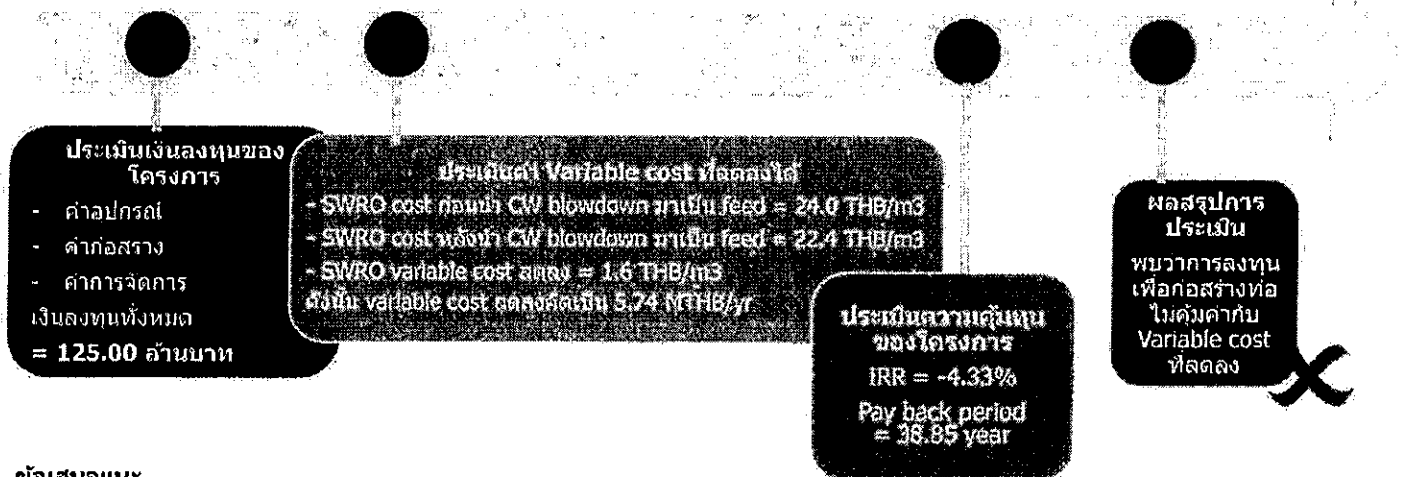 ประเมินเงินลงทุนของ
โครงการ
- ค่าอุปกรณ์
- ค่าก่อสร้าง
- ค่าการจัดการ
เงินลงทุนทั้งหมด
= 125.00 ล้านบาท
ประเมินค่า Variable cost ที่ลดลงได้
- SWRO cost ก่อนนำ CW blowdown มาเป็น feed = 24.0 THB/m3
- SWRO cost หลังนำ CW blowdown มาเป็น feed = 22.4 THB/m3
- SWRO variable cost ลดลง = 1.6 THB/m3
ดังนั้น variable cost ลดลงคิดเป็น 5.74 MTHB/yr
ประเมินความคุ้มทุน
ของโครงการ
IRR = -4.33%
Pay back period
= 38.85 year
ผลสรุปการ
ประเมิน
พบว่าการลงทุน
เพื่อก่อสร้างท่อ
ไม่คุ้มค่ากับ
Variable cost
ที่ลดลง
ข้อเสนอแนะ